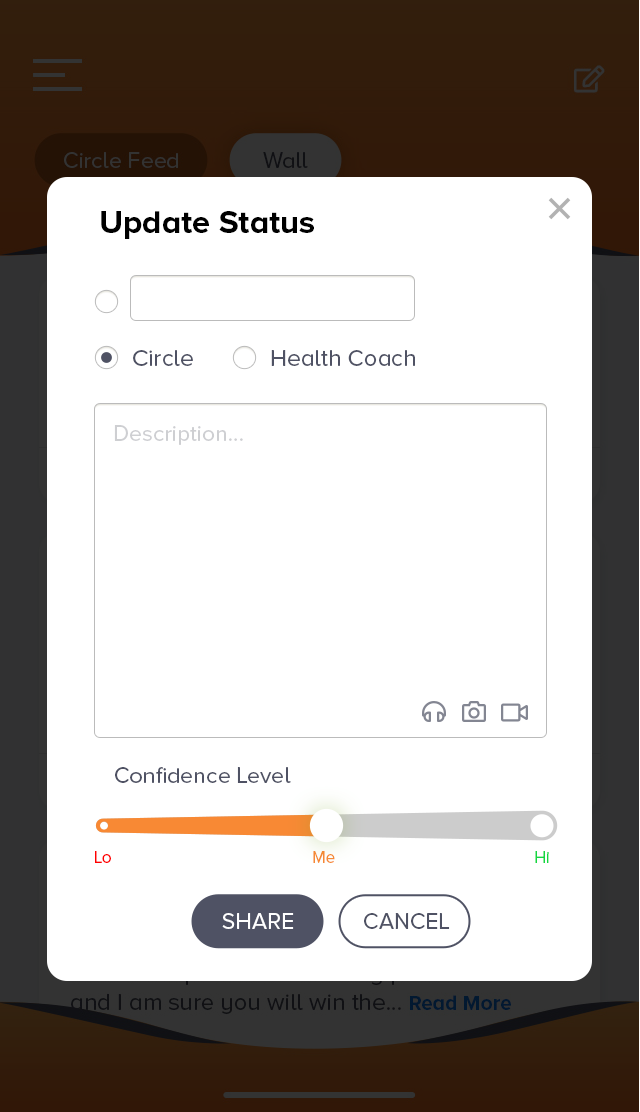 Circle Feed
Wall
Update Status
Circle
Health Coach
Description...
Confidence Level
Lo
Me
Hi
SHARE
CANCEL
and I am sure you will win the... Read More